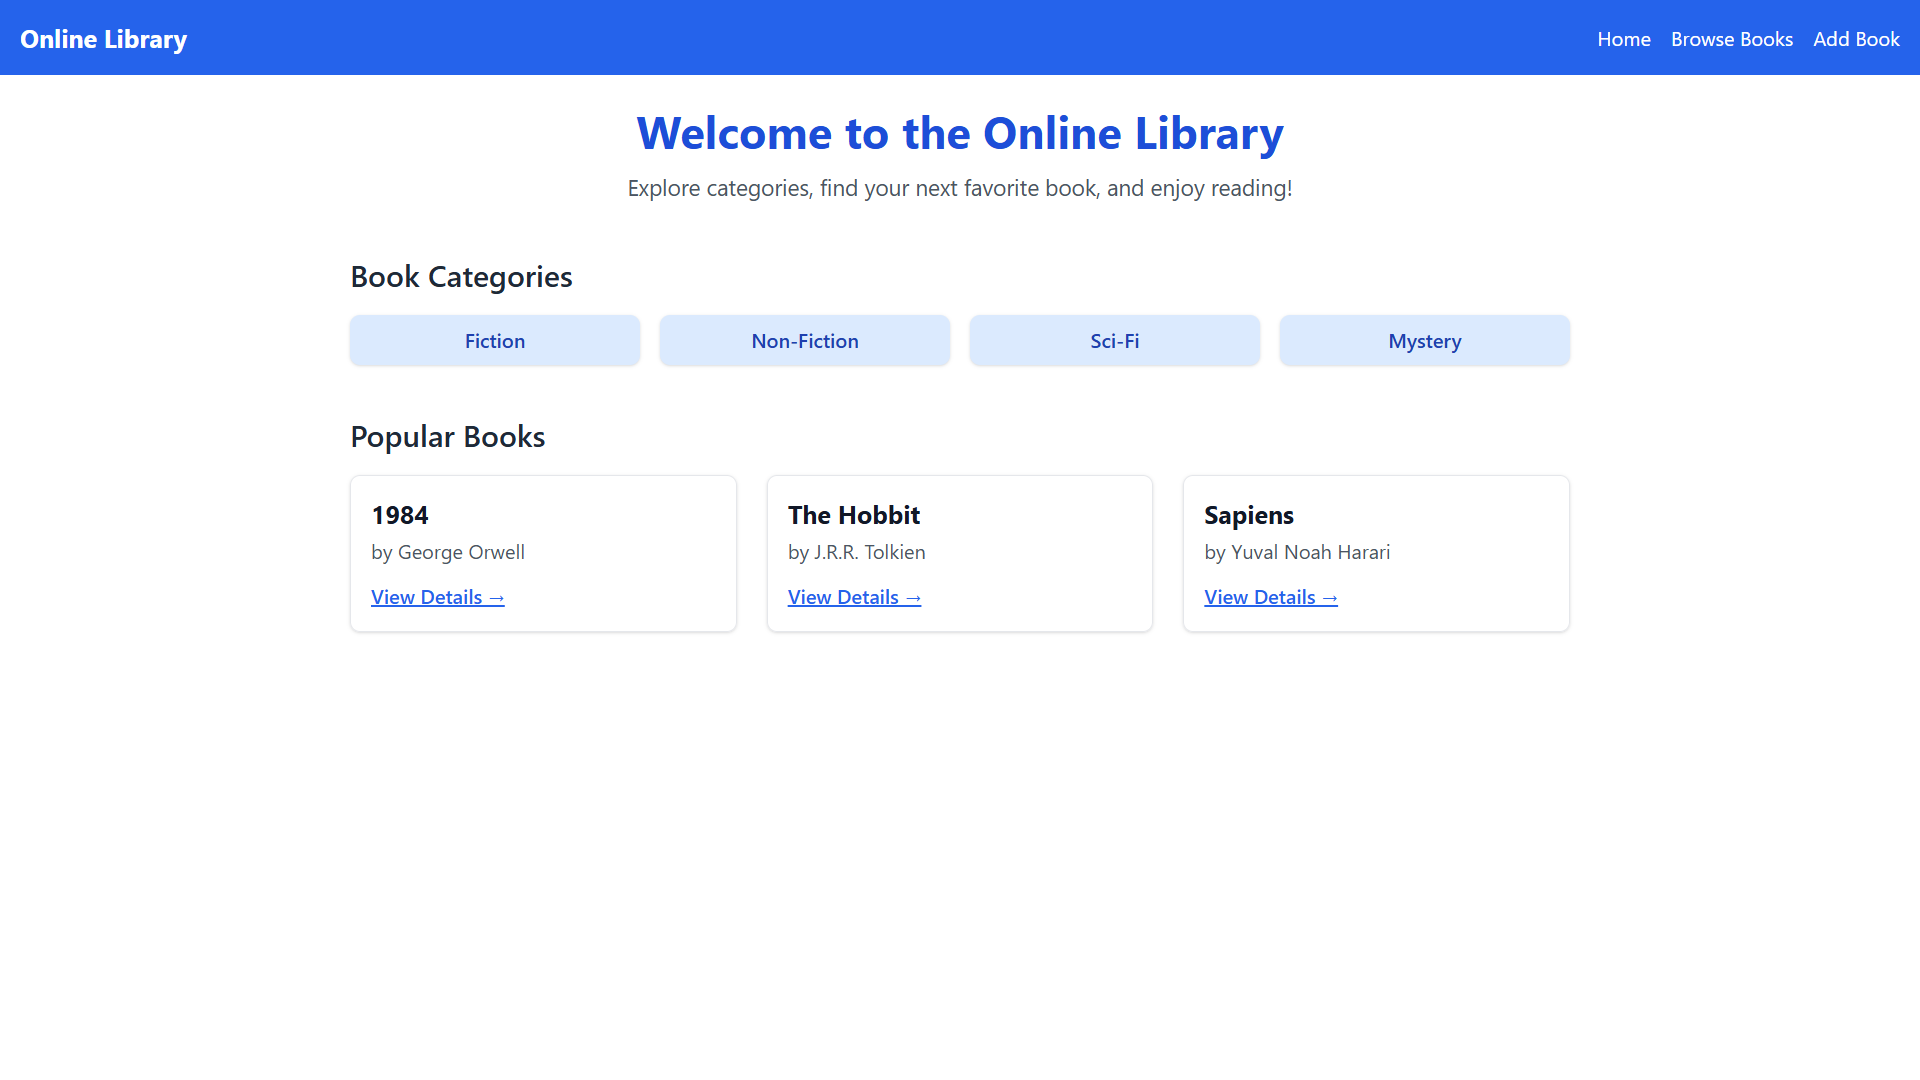 Online Library
Home Browse Books Add Book
Welcome to the Online Library
Explore categories, find your next favorite book, and enjoy reading!
Book Categories
Fiction
Non-Fiction
Sci-Fi
Mystery
Popular Books
1984
by George Orwell
View Details →
The Hobbit
by J.R.R. Tolkien
View Details →
Sapiens
by Yuval Noah Harari
View Details →